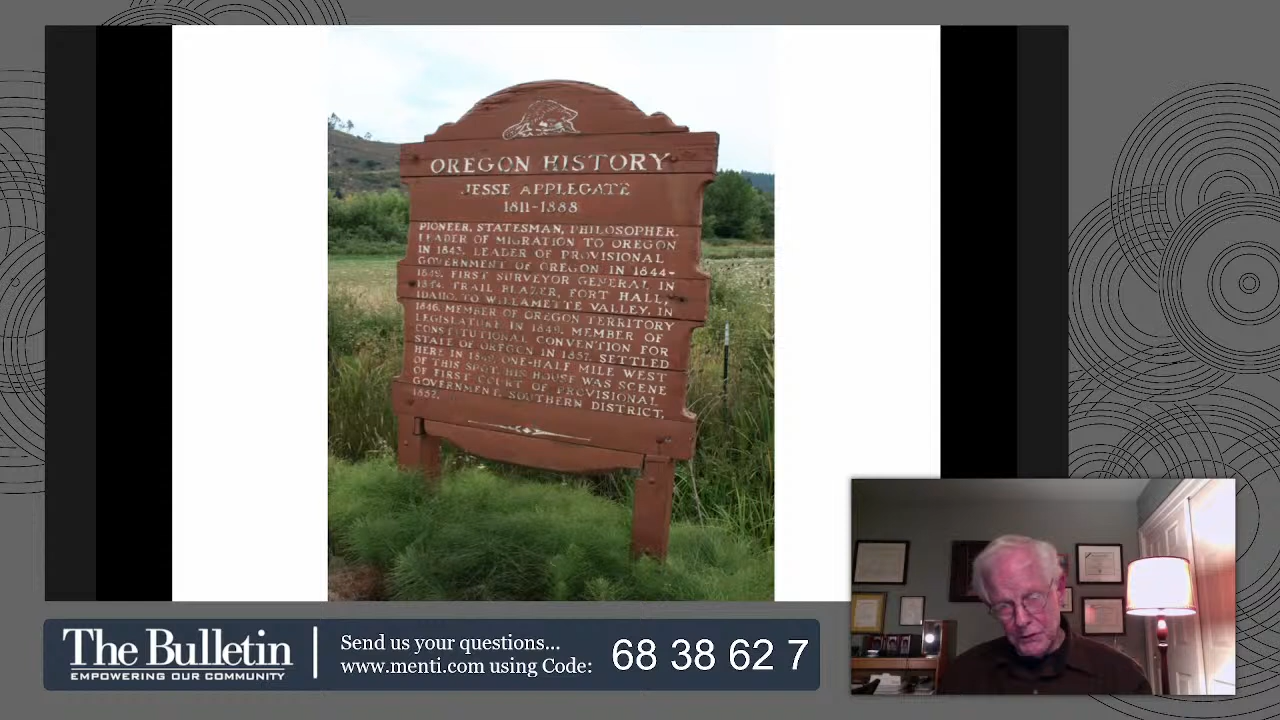 OREGON HISTORY
JESSE APPLEGATE
1811-1888
PIONEER, STATESMAN, PHILOSOPHER.
LEADER OF MIGRATION TO OREGON
IN 1843. LEADER OF PROVISIONAL
GOVERNMENT OF OREGON IN 1844-
1849. FIRST SURVEYOR GENERAL IN
1844. TRAIL BLAZER, FORT HALL,
IDAHO, TO WILLAMETTE VALLEY, IN
1846. MEMBER OF OREGON TERRITORY
LEGISLATURE IN 1849. MEMBER OF
CONSTITUTIONAL CONVENTION FOR
STATE OF OREGON IN 1857. SETTLED
HERE IN ONE-HALF MILE WEST
OF THIS SPOT. HIS HOUSE WAS SCENE
OF FIRST COURT OF PROVISIONAL
GOVERNMENT, SOUTHERN DISTRICT,
1852.
The Bulletin
EMPOWERING OUR COMMUNITY
Send us your questions...
www.menti.com using Code:
68 38 62 7